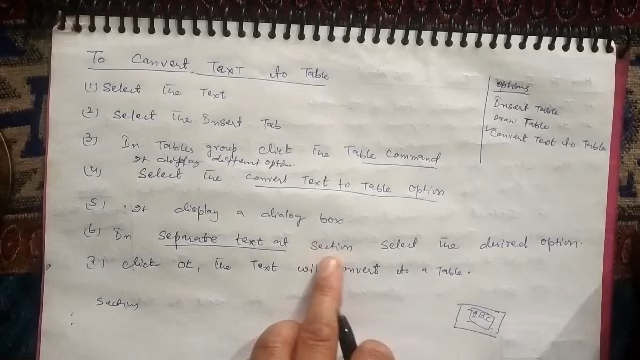 To Convert Text to Table
(1) Select the Text
(2) Select the Insert Tab
(3) In Tables group click the Table Command
It display different option.
(4) Select the convert Text to Table option
(5) It display a dialog box
(6) In Separate text at Section select the desired option.
(7) Click ok, the Text will convert to a Table.
Section
options
Insert Table
Draw Table
Convert Text to Table